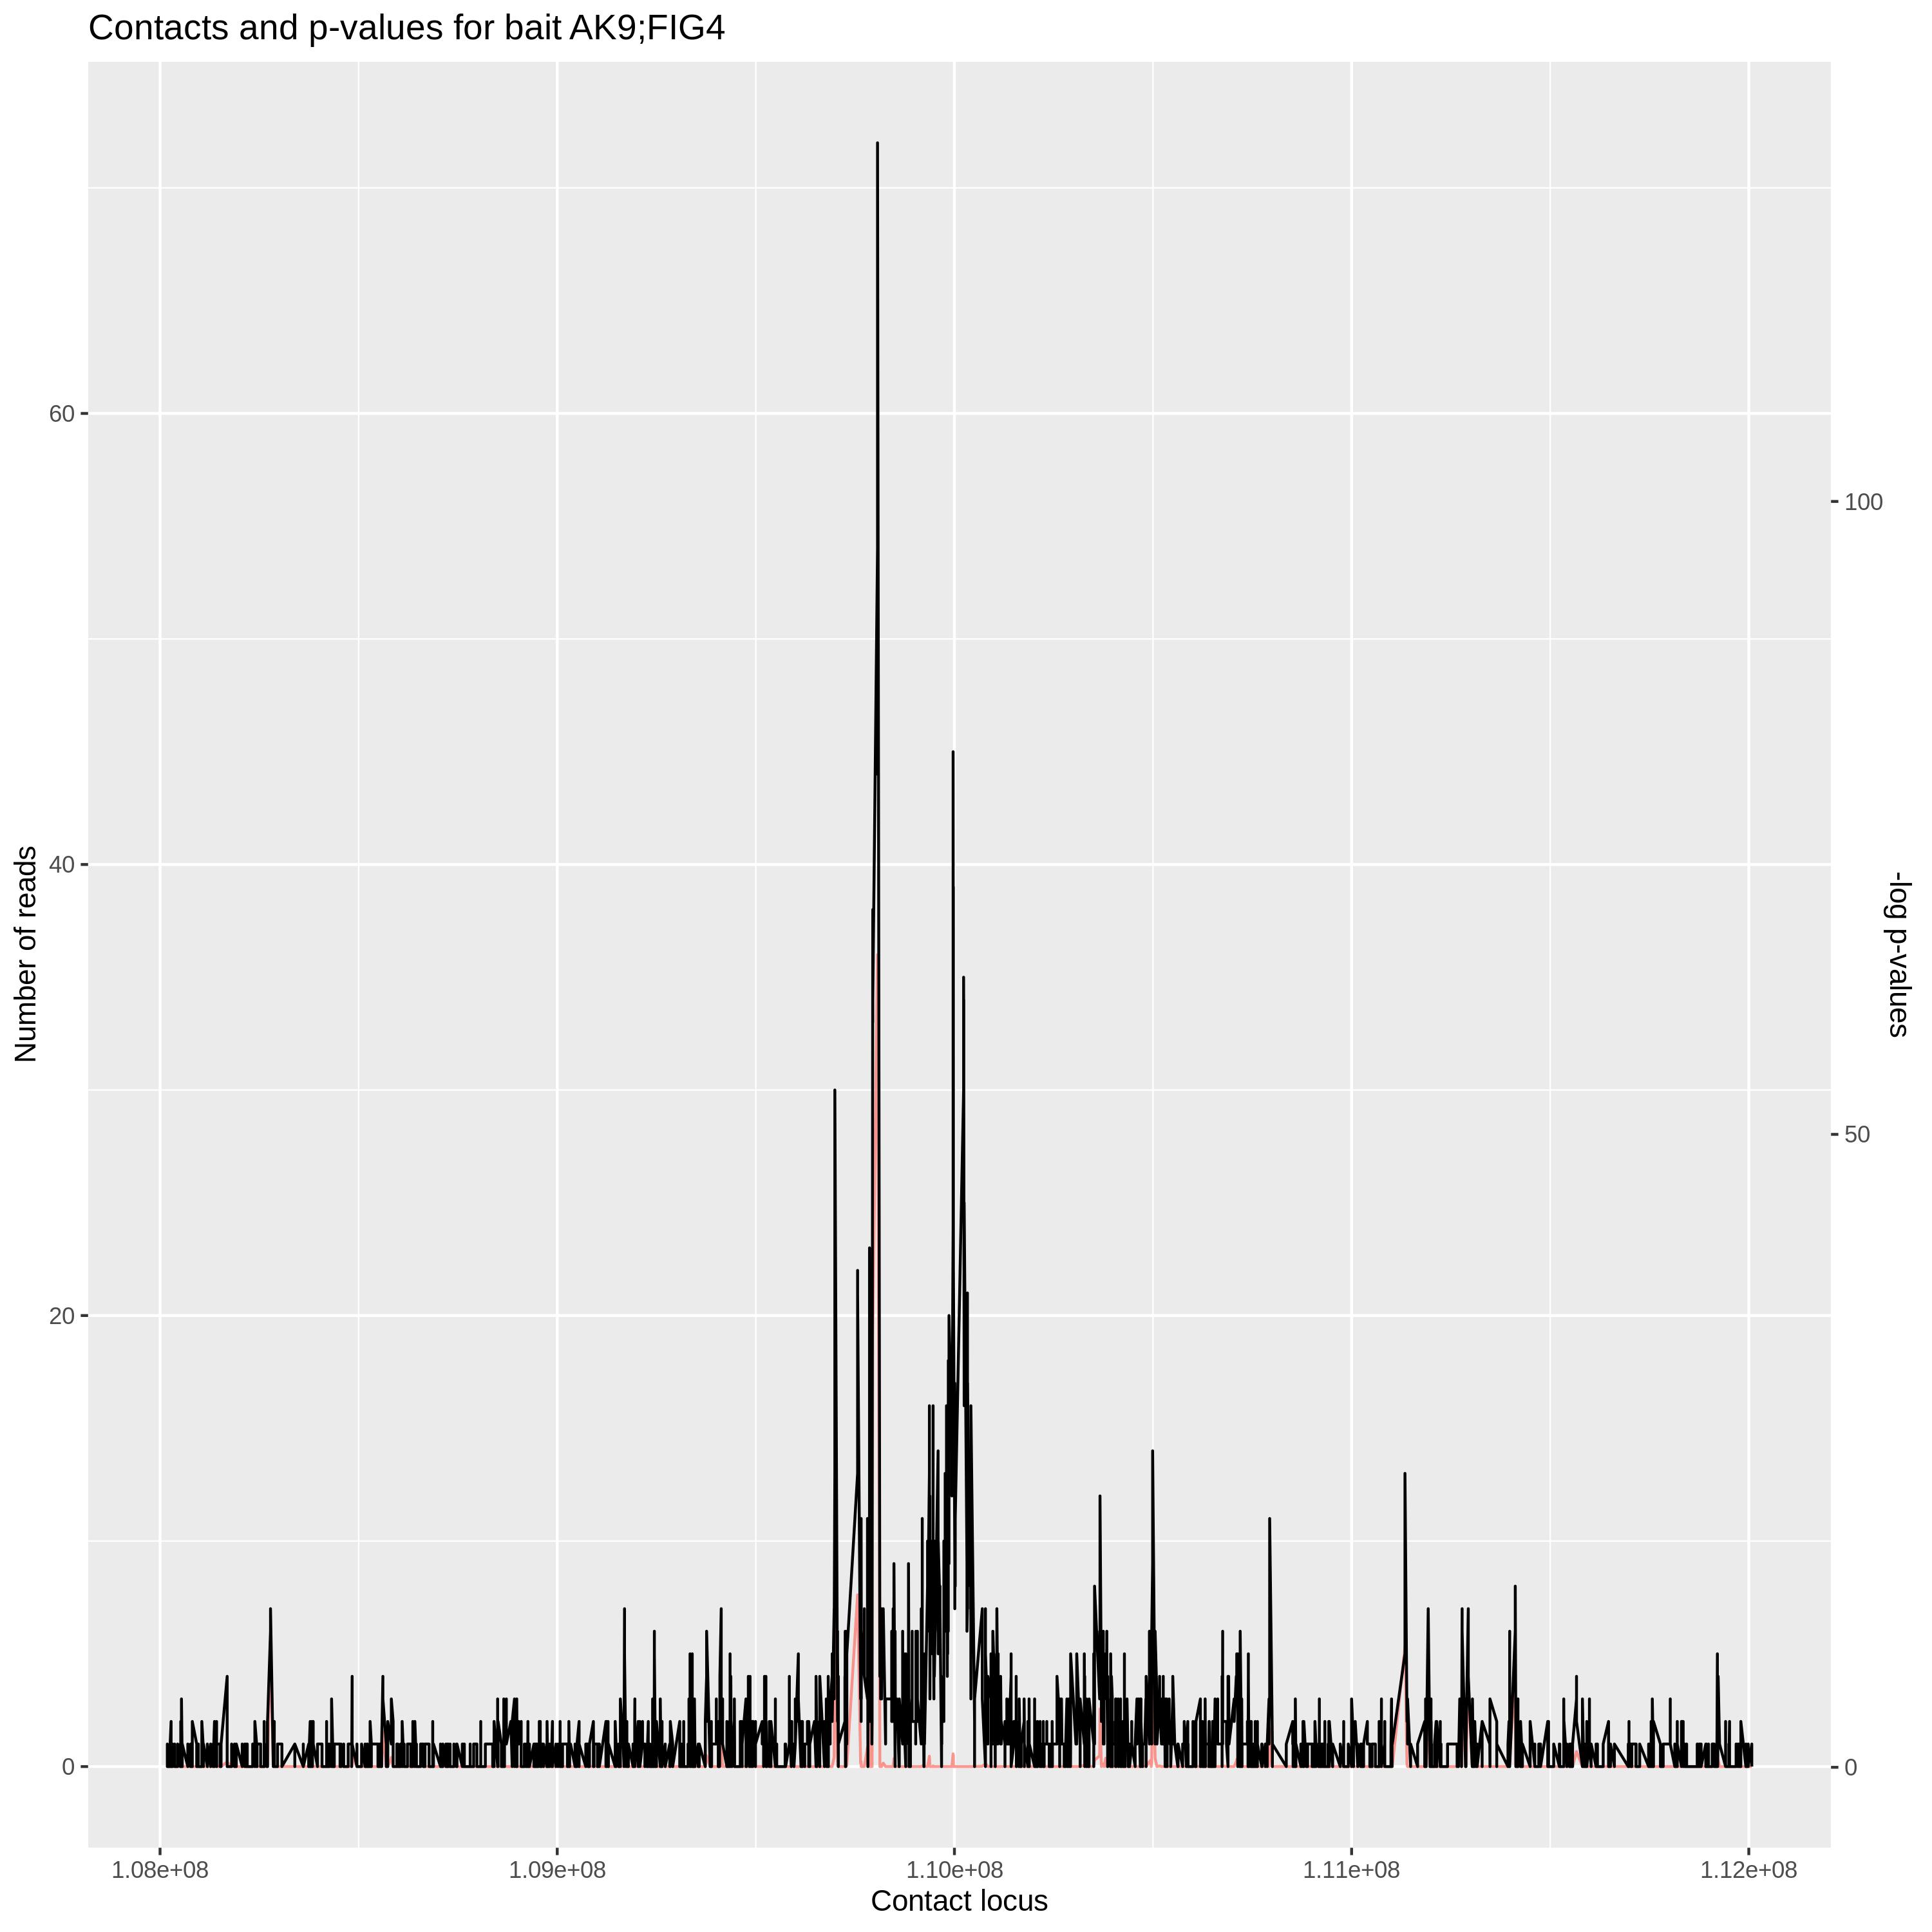 Contacts and p-values for bait AK9;FIG4
60
40
20
0
Number of reads
100
50
0
-log p-values
1.08e+08
1.09e+08
1.10e+08
1.11e+08
1.12e+08
Contact locus